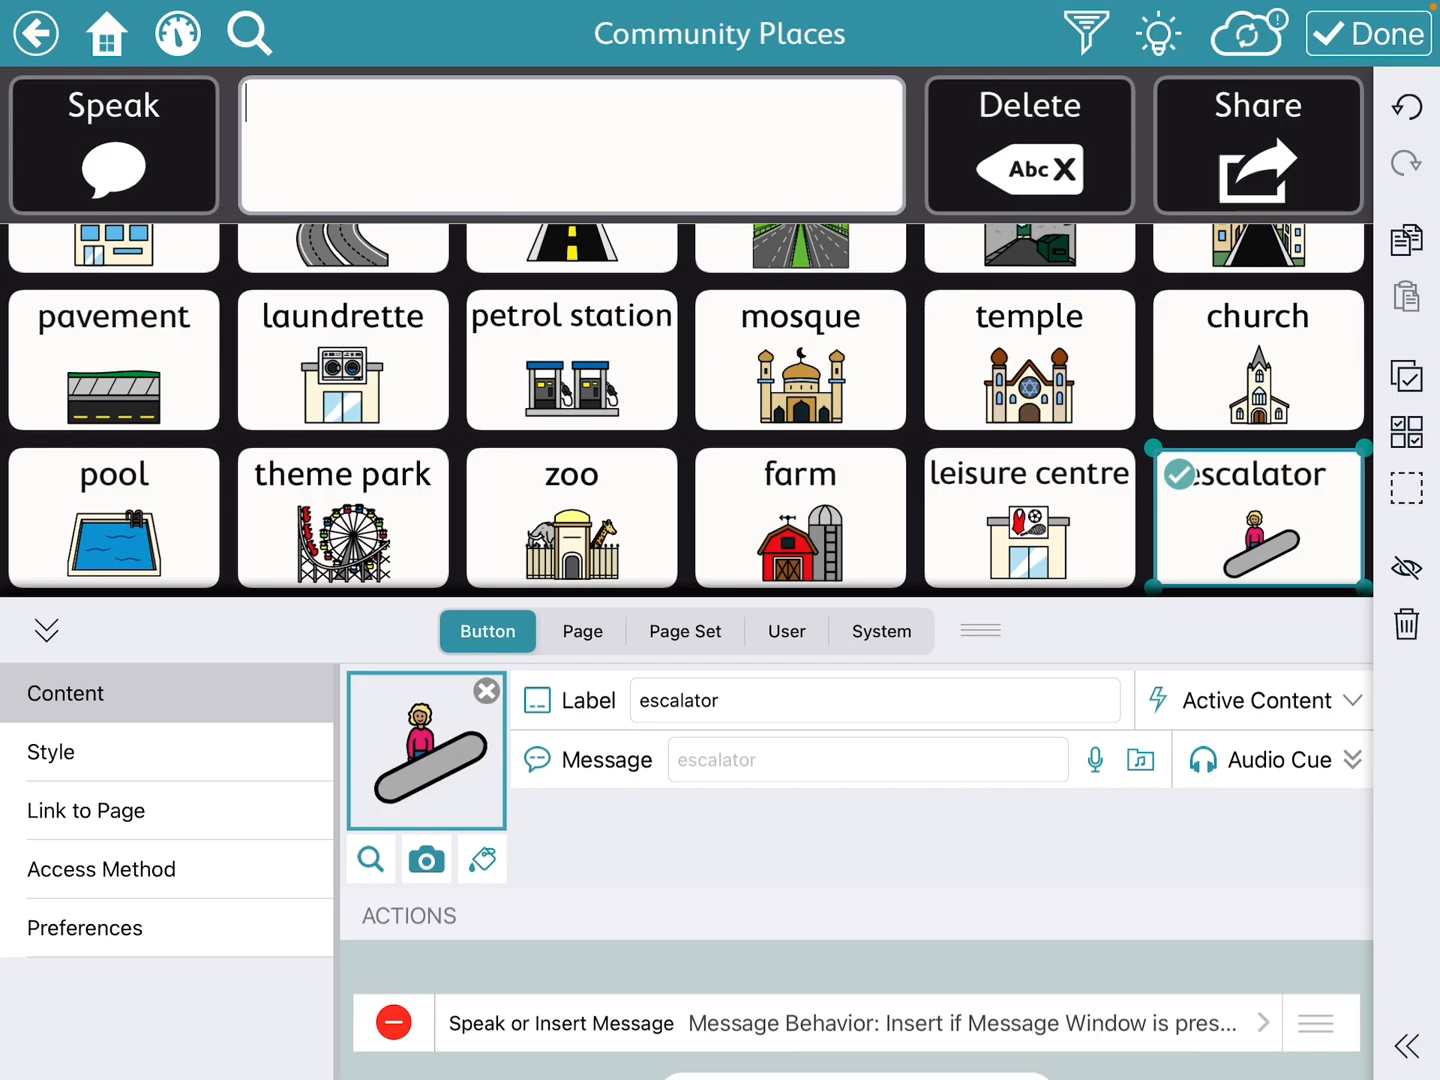 Community Places
Done
Speak
Delete
Abc X
Share
pavement
laundrette
petrol station
mosque
temple
church
pool
theme park
zoo
farm
leisure centre
escalator
Button
Page
Page Set
User
System
Content
Style
Link to Page
Access Method
Preferences
Label
escalator
Active Content
Message
escalator
Audio Cue
ACTIONS
Speak or Insert Message
Message Behavior: Insert if Message Window is pres...